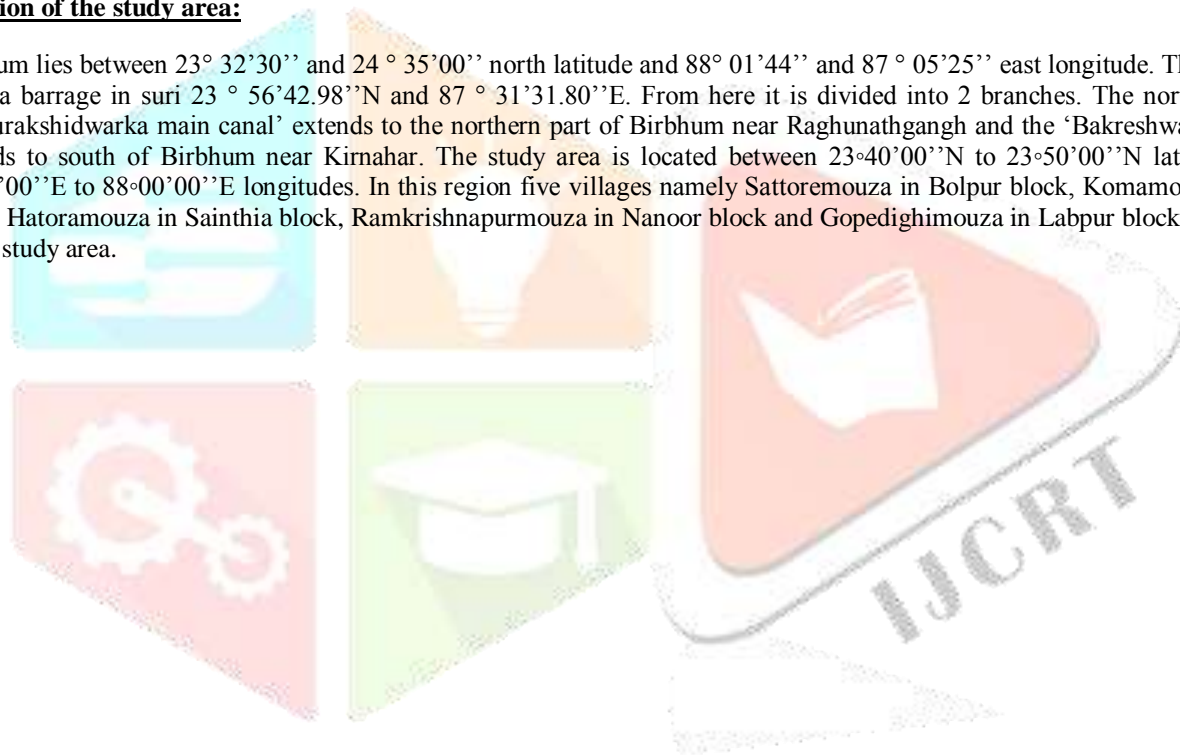 ion of the study area:
um lies between 23° 32’30’’ and 24 ° 35’00’’ north latitude and 88° 01’44’’ and 87 ° 05’25’’ east longitude. Th
a barrage in suri 23 ° 56’42.98’’N and 87 ° 31’31.80’’E. From here it is divided into 2 branches. The nor
urakshidwarka main canal’ extends to the northern part of Birbhum near Raghunathgangh and the ‘Bakreshwa
ds to south of Birbhum near Kirnahar. The study area is located between 23◦40’00’’N to 23◦50’00’’N lat
’00’’E to 88◦00’00’’E longitudes. In this region five villages namely Sattoremouza in Bolpur block, Komamo
Hatoramouza in Sainthia block, Ramkrishnapurmouza in Nanoor block and Gopedighimouza in Labpur block
study area.
IJCRT